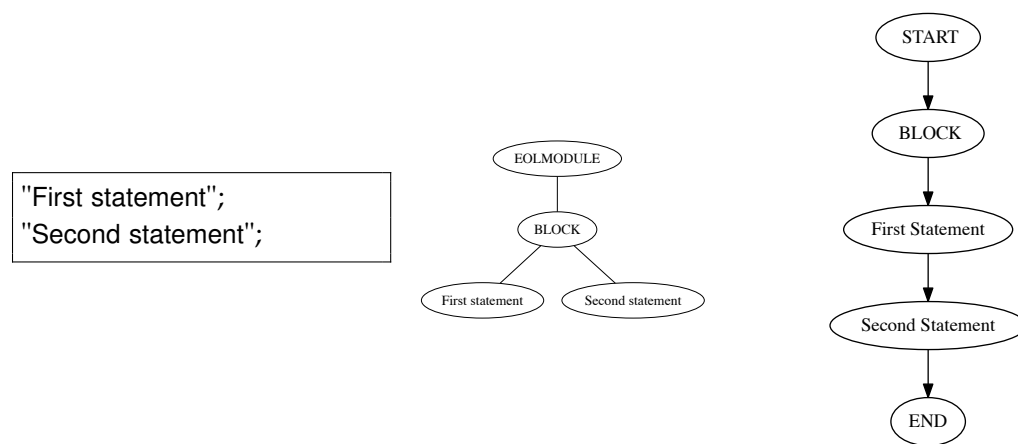 "First statement";
"Second statement";
EOLMODULE
BLOCK
First statement
Second statement
START
BLOCK
First Statement
Second Statement
END